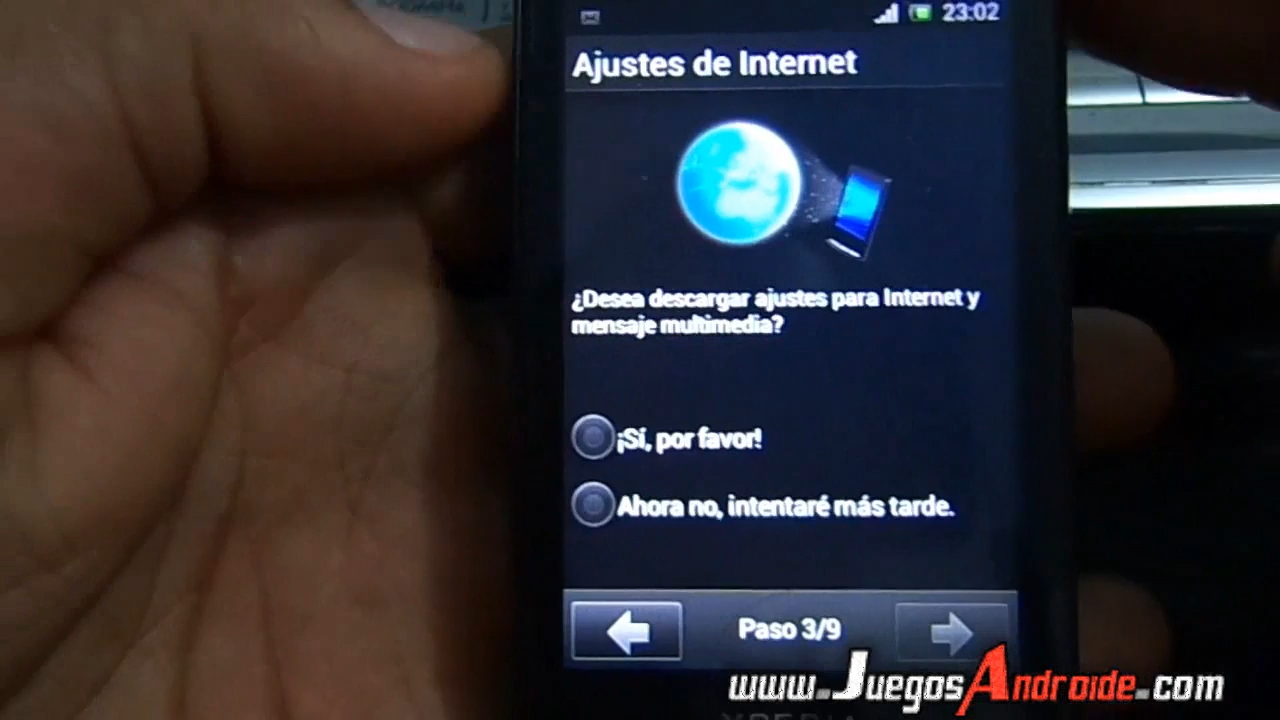 23:02
Ajustes de Internet
¿Desea descargar ajustes para Internet y
mensaje multimedia?
¡Sí, por favor!
Ahora no, intentaré más tarde.
Paso 3/9
www.JuegosAndroide.com
XPERIA